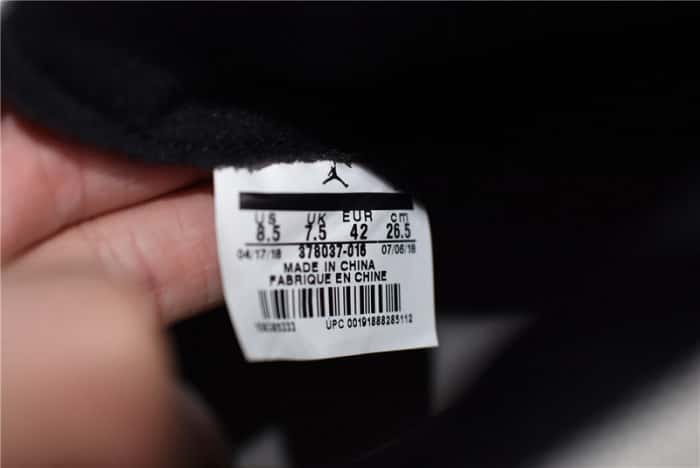 US UK EUR cm
8.5 7.5 42 26.5
04/17/18 378037-016 07/06/18
MADE IN CHINA
FABRIQUE EN CHINE
UPC 00191888285112